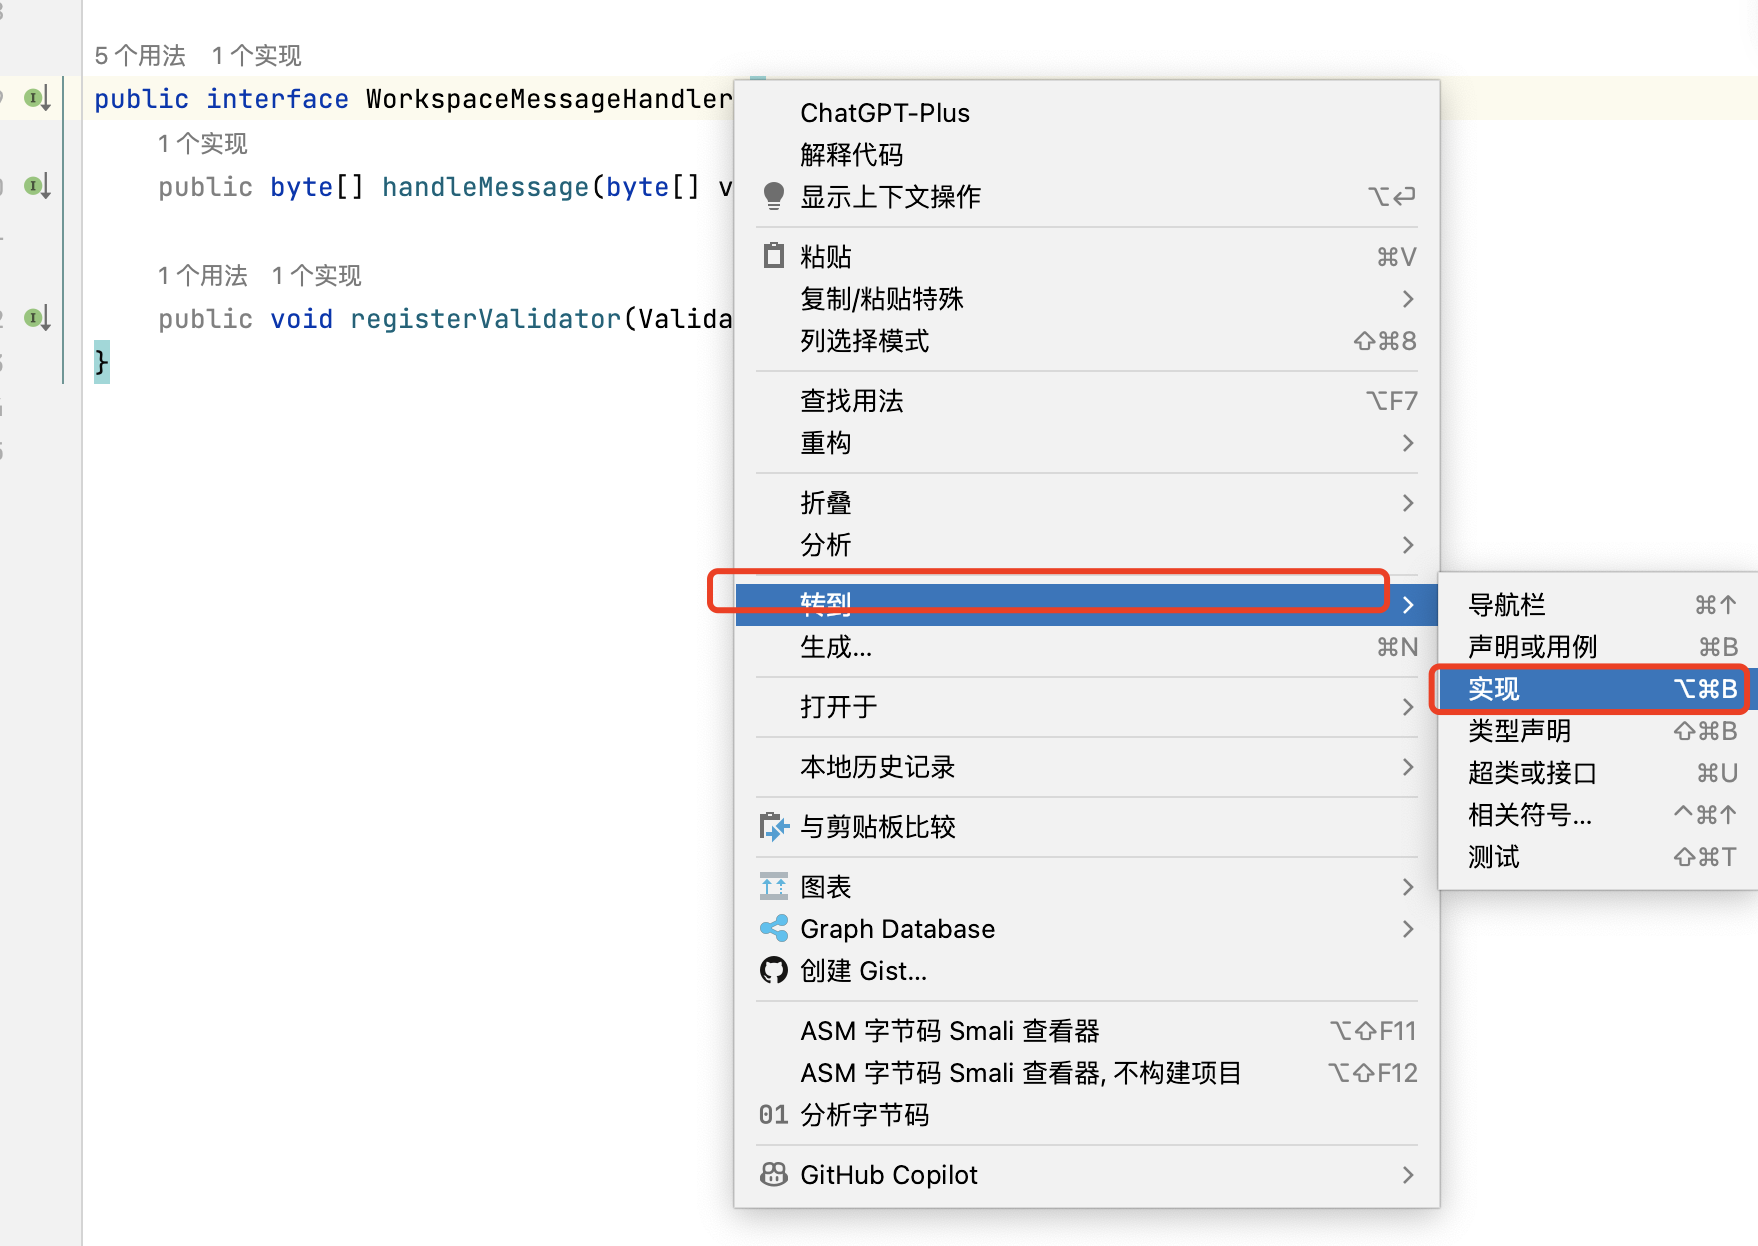 5 个用法 1 个实现
public interface WorkspaceMessageHandler
1 个实现
public byte[] handleMessage(byte[] v
1 个用法 1 个实现
public void registerValidator(Valida
}
ChatGPT-Plus
解释代码
显示上下文操作 ⌥⏎
粘贴 ⌘V
复制/粘贴特殊
列选择模式 ⇧⌘8
查找用法 ⌥F7
重构
折叠
分析
转到
生成... ⌘N
打开于
本地历史记录
与剪贴板比较
图表
Graph Database
创建 Gist...
ASM 字节码 Smali 查看器 ⌥⇧F11
ASM 字节码 Smali 查看器, 不构建项目 ⌥⇧F12
01 分析字节码
GitHub Copilot
导航栏 ⌘↑
声明或用例 ⌘B
实现 ⌥⌘B
类型声明 ⇧⌘B
超类或接口 ⌘U
相关符号... ^⌘↑
测试 ⇧⌘T